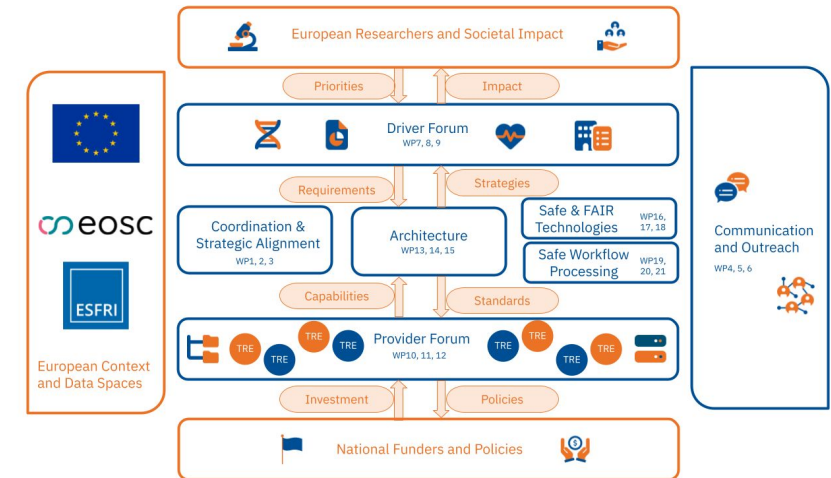 European Researchers and Societal Impact
Priorities
Impact
Driver Forum
WP7, 8, 9
Requirements
Strategies
Coordination &
Strategic Alignment
WP1, 2, 3
Architecture
WP13, 14, 15
Safe & FAIR
Technologies
WP16,
17, 18
Safe Workflow
Processing
WP19,
20, 21
Capabilities
Standards
Provider Forum
WP10, 11, 12
TRE
TRE
TRE
TRE
TRE
TRE
TRE
TRE
Investment
Policies
National Funders and Policies
$
eosc
ESFRI
European Context
and Data Spaces
Communication
and Outreach
WP4, 5, 6